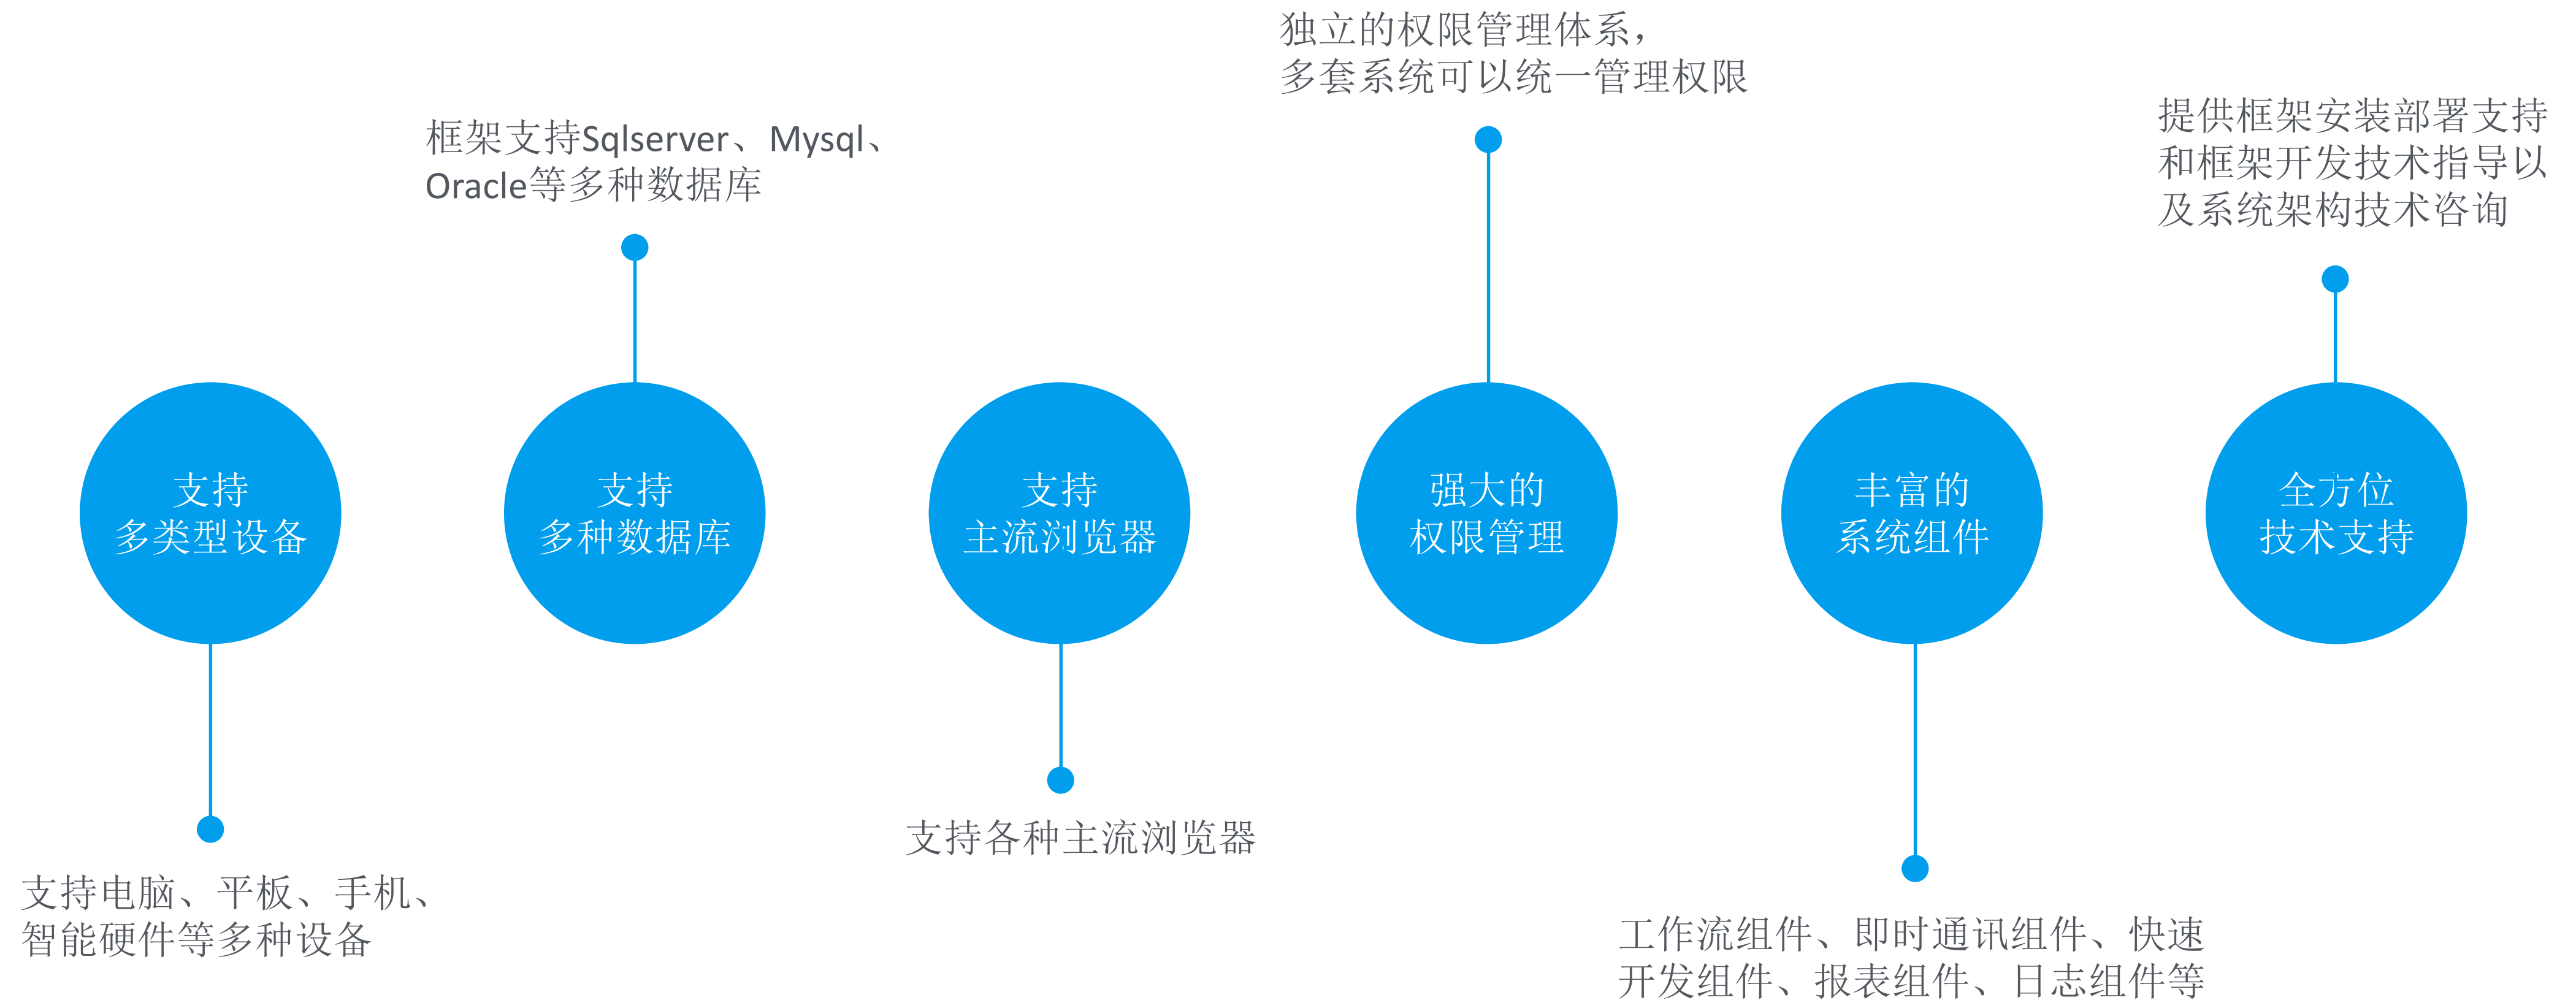 支持
多类型设备
支持电脑、平板、手机、
智能硬件等多种设备
框架支持Sqlserver、Mysql、
Oracle等多种数据库
支持
多种数据库
支持
主流浏览器
支持各种主流浏览器
独立的权限管理体系，
多套系统可以统一管理权限
强大的
权限管理
丰富的
系统组件
工作流组件、即时通讯组件、快速
开发组件、报表组件、日志组件等
提供框架安装部署支持
和框架开发技术指导以
及系统架构技术咨询
全方位
技术支持